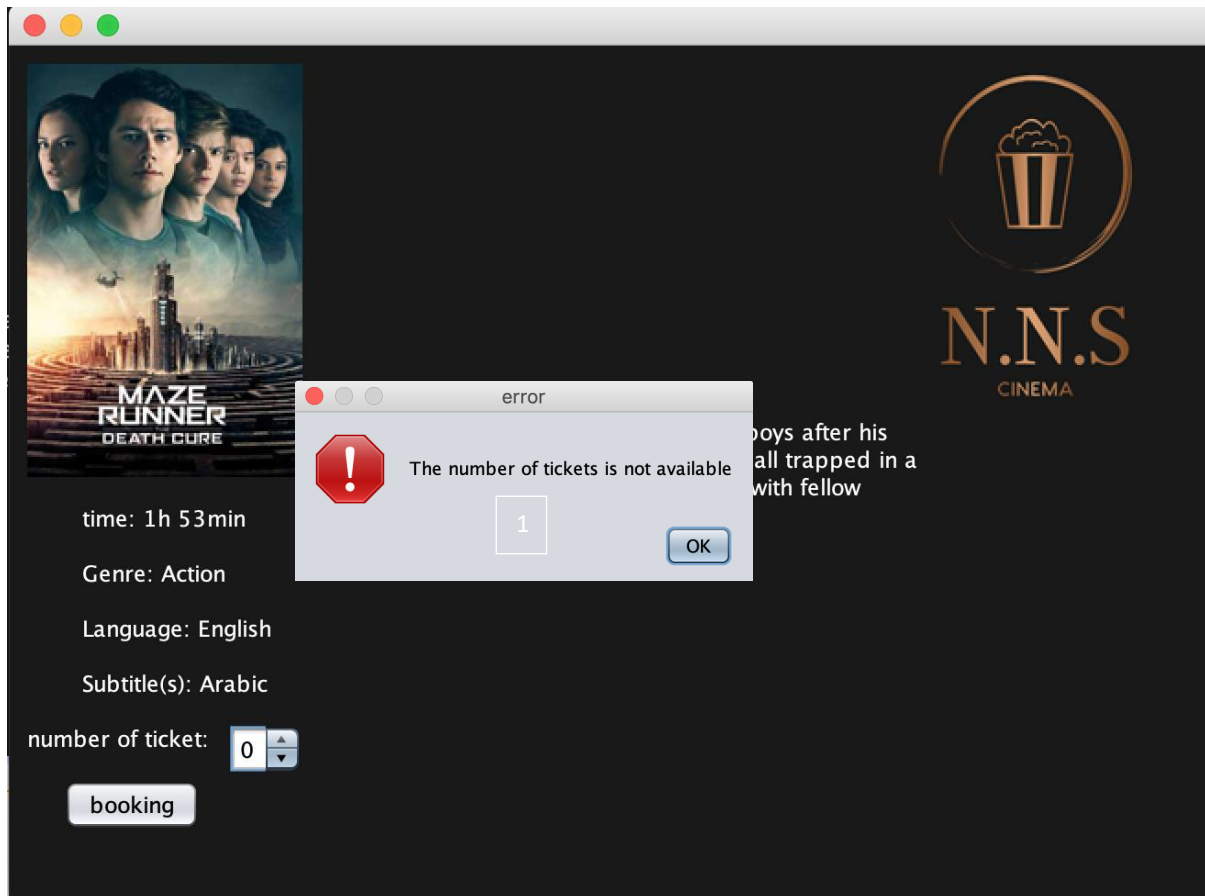 MAZE
RUNNER
DEATH CURE
N.N.S
CINEMA
boys after his
all trapped in a
with fellow
error
The number of tickets is not available
1
OK
time: 1h 53min
Genre: Action
Language: English
Subtitle(s): Arabic
number of ticket: 0
booking